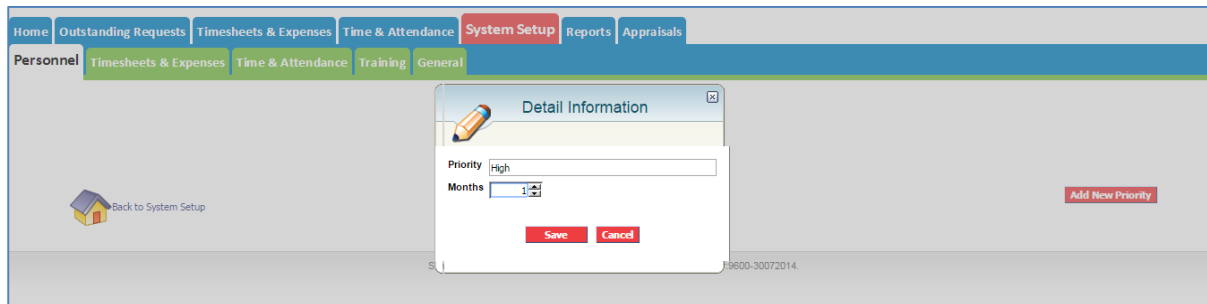 Home Outstanding Requests Timesheets & Expenses Time & Attendance System Setup Reports Appraisals
Personnel Timesheets & Expenses Time & Attendance Training General
Detail Information
Priority High
Months 1
Back to System Setup
Add New Priority
Save Cancel
9600-30072014.